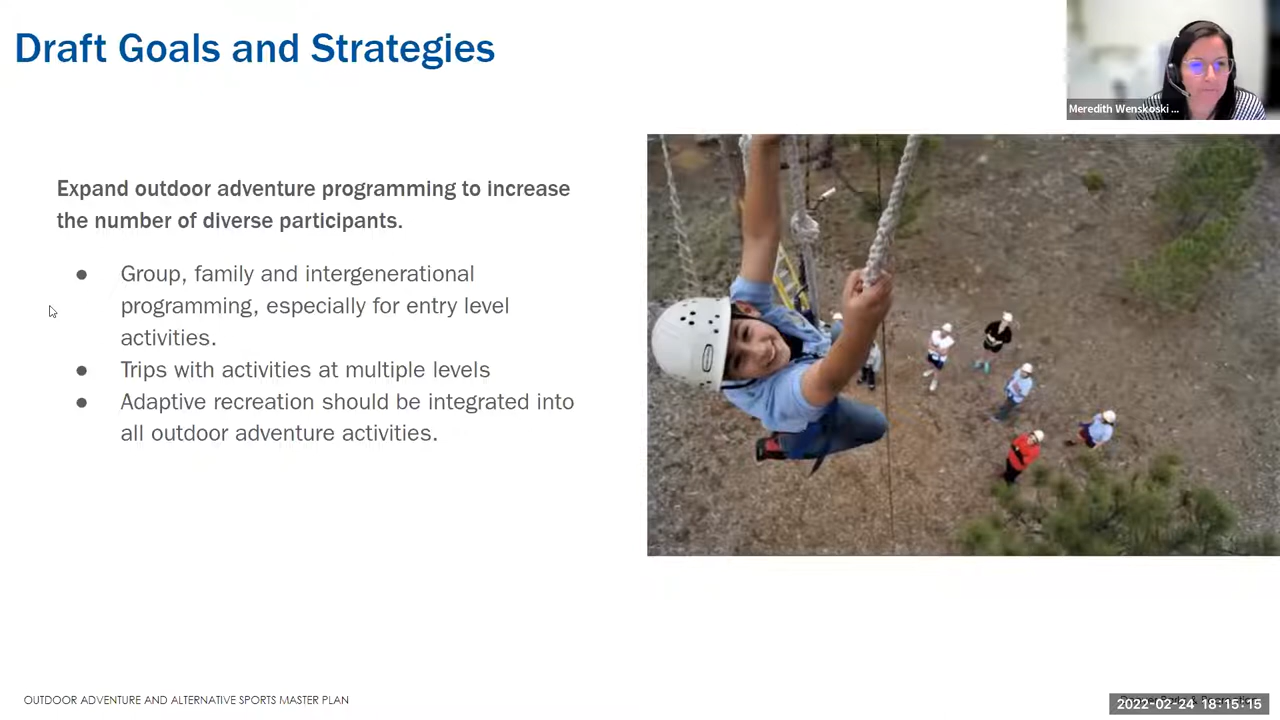 Draft Goals and Strategies
Meredith Wenskoski ...
Expand outdoor adventure programming to increase
the number of diverse participants.
● Group, family and intergenerational
programming, especially for entry level
activities.
● Trips with activities at multiple levels
● Adaptive recreation should be integrated into
all outdoor adventure activities.
OUTDOOR ADVENTURE AND ALTERNATIVE SPORTS MASTER PLAN
2022-02-24 18:15:15